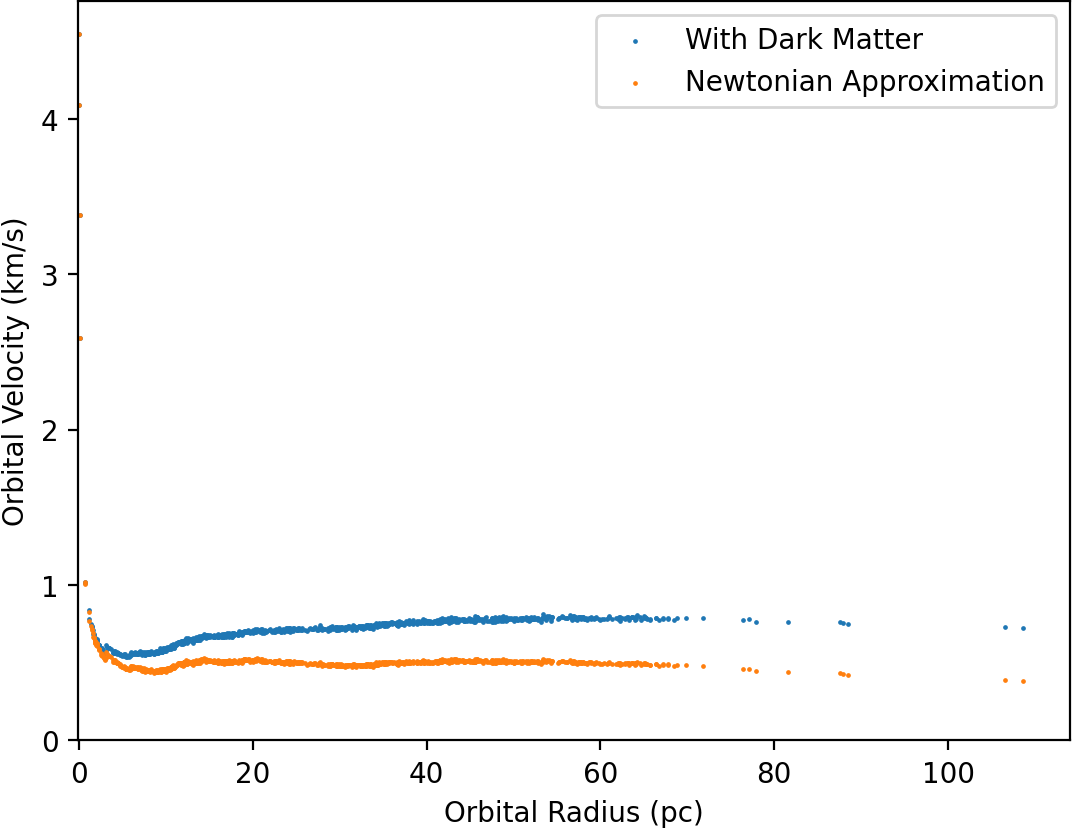 With Dark Matter
Newtonian Approximation
4
3
2
1
0
Orbital Velocity (km/s)
0 20 40 60 80 100
Orbital Radius (pc)